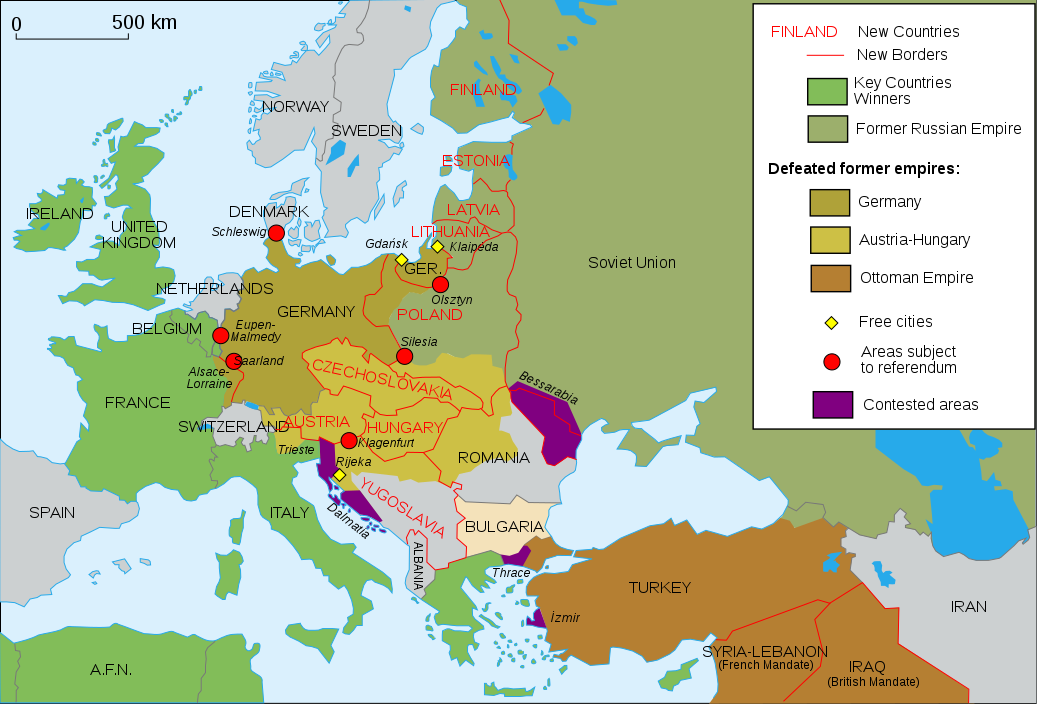 0 500 km
FINLAND New Countries
New Borders
Key Countries
Winners
Former Russian Empire
Defeated former empires:
Germany
Austria-Hungary
Ottoman Empire
Free cities
Areas subject
to referendum
Contested areas
FINLAND
NORWAY
SWEDEN
ESTONIA
LATVIA
LITHUANIA
Klaipėda
IRELAND
UNITED
KINGDOM
DENMARK
Schleswig
Gdańsk
GER.
Olsztyn
Soviet Union
NETHERLANDS
GERMANY
POLAND
BELGIUM
Eupen-
Malmedy
Silesia
Saarland
Alsace-
Lorraine
CZECHOSLOVAKIA
Bessarabia
FRANCE
SWITZERLAND
AUSTRIA
HUNGARY
Klagenfurt
Trieste
Rijeka
ROMANIA
SPAIN
ITALY
Dalmatia
YUGOSLAVIA
BULGARIA
ALBANIA
Thrace
TURKEY
IRAN
İzmir
SYRIA-LEBANON
(French Mandate)
IRAQ
(British Mandate)
A.F.N.